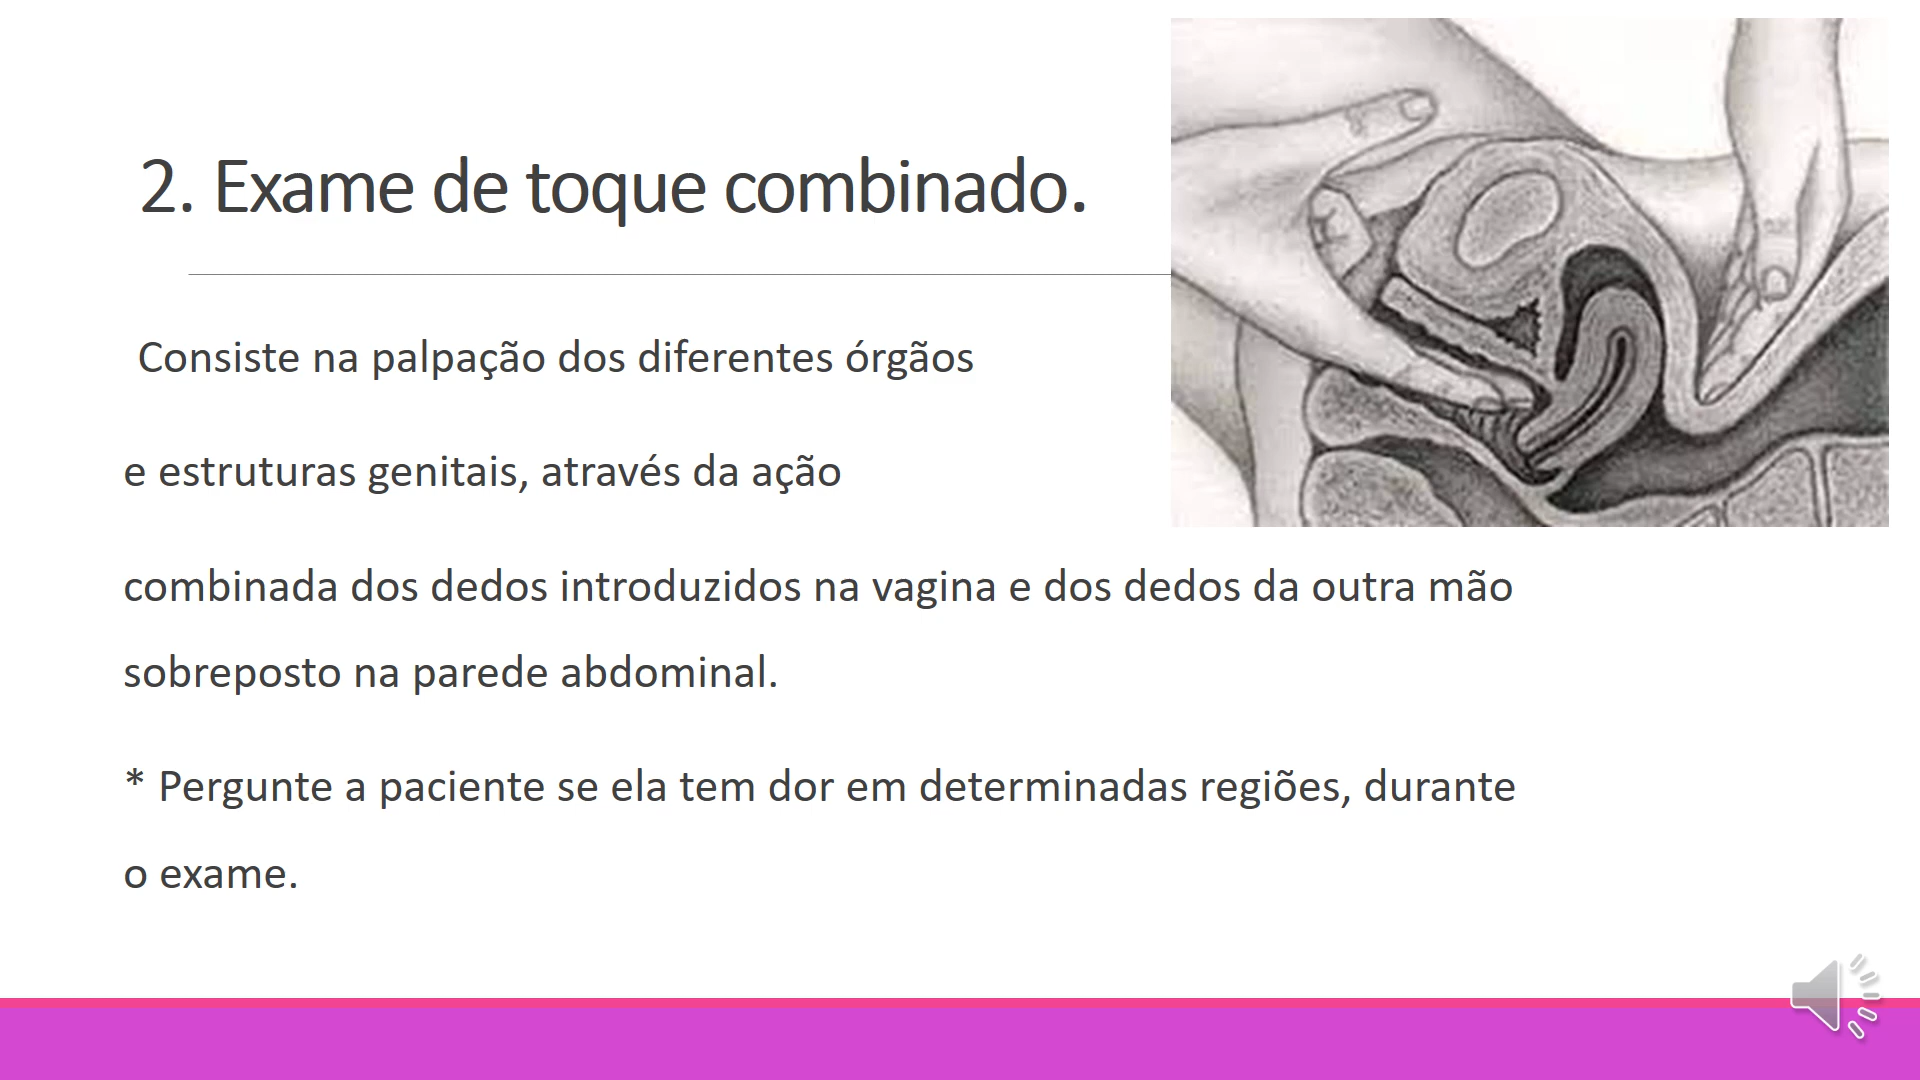 2. Exame de toque combinado.
Consiste na palpação dos diferentes órgãos
e estruturas genitais, através da ação
combinada dos dedos introduzidos na vagina e dos dedos da outra mão
sobreposto na parede abdominal.
* Pergunte a paciente se ela tem dor em determinadas regiões, durante
o exame.